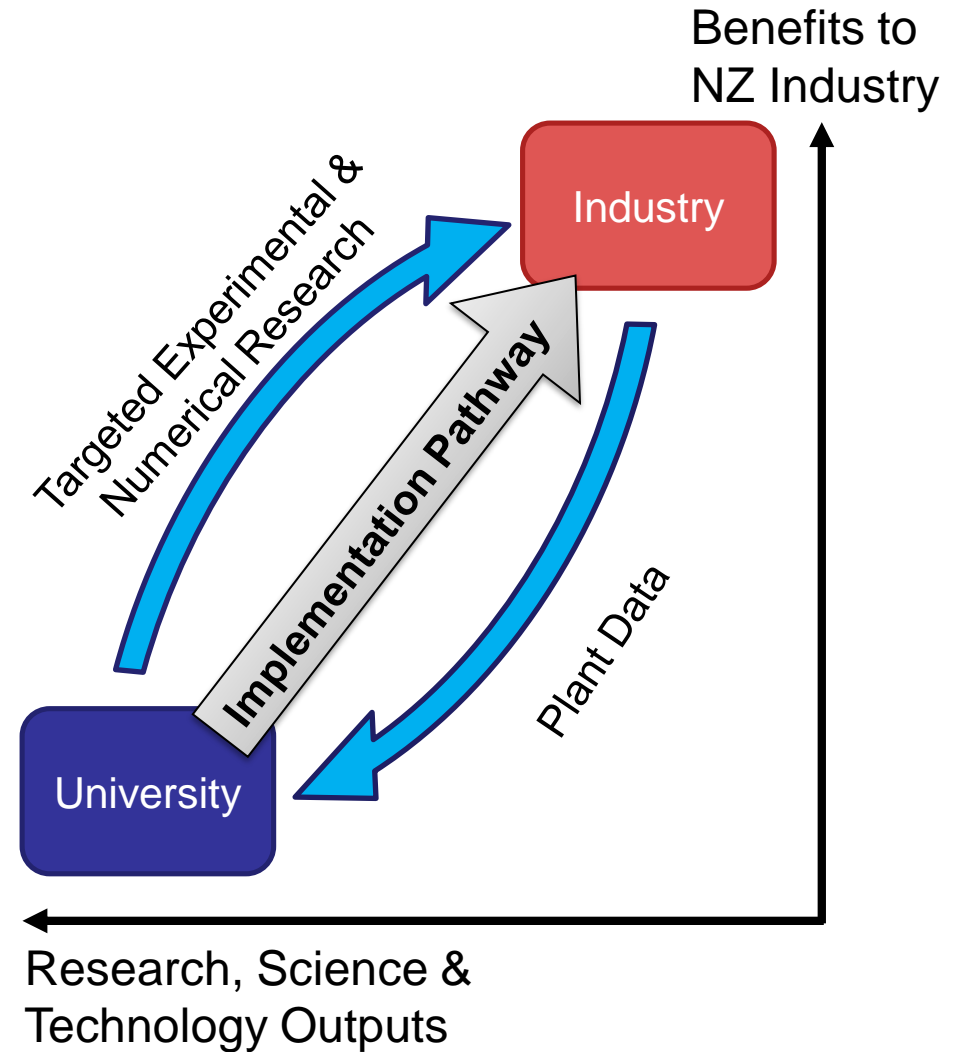 Benefits to
NZ Industry
Industry
Targeted Experimental &
Numerical Research
Implementation Pathway
Plant Data
University
Research, Science &
Technology Outputs